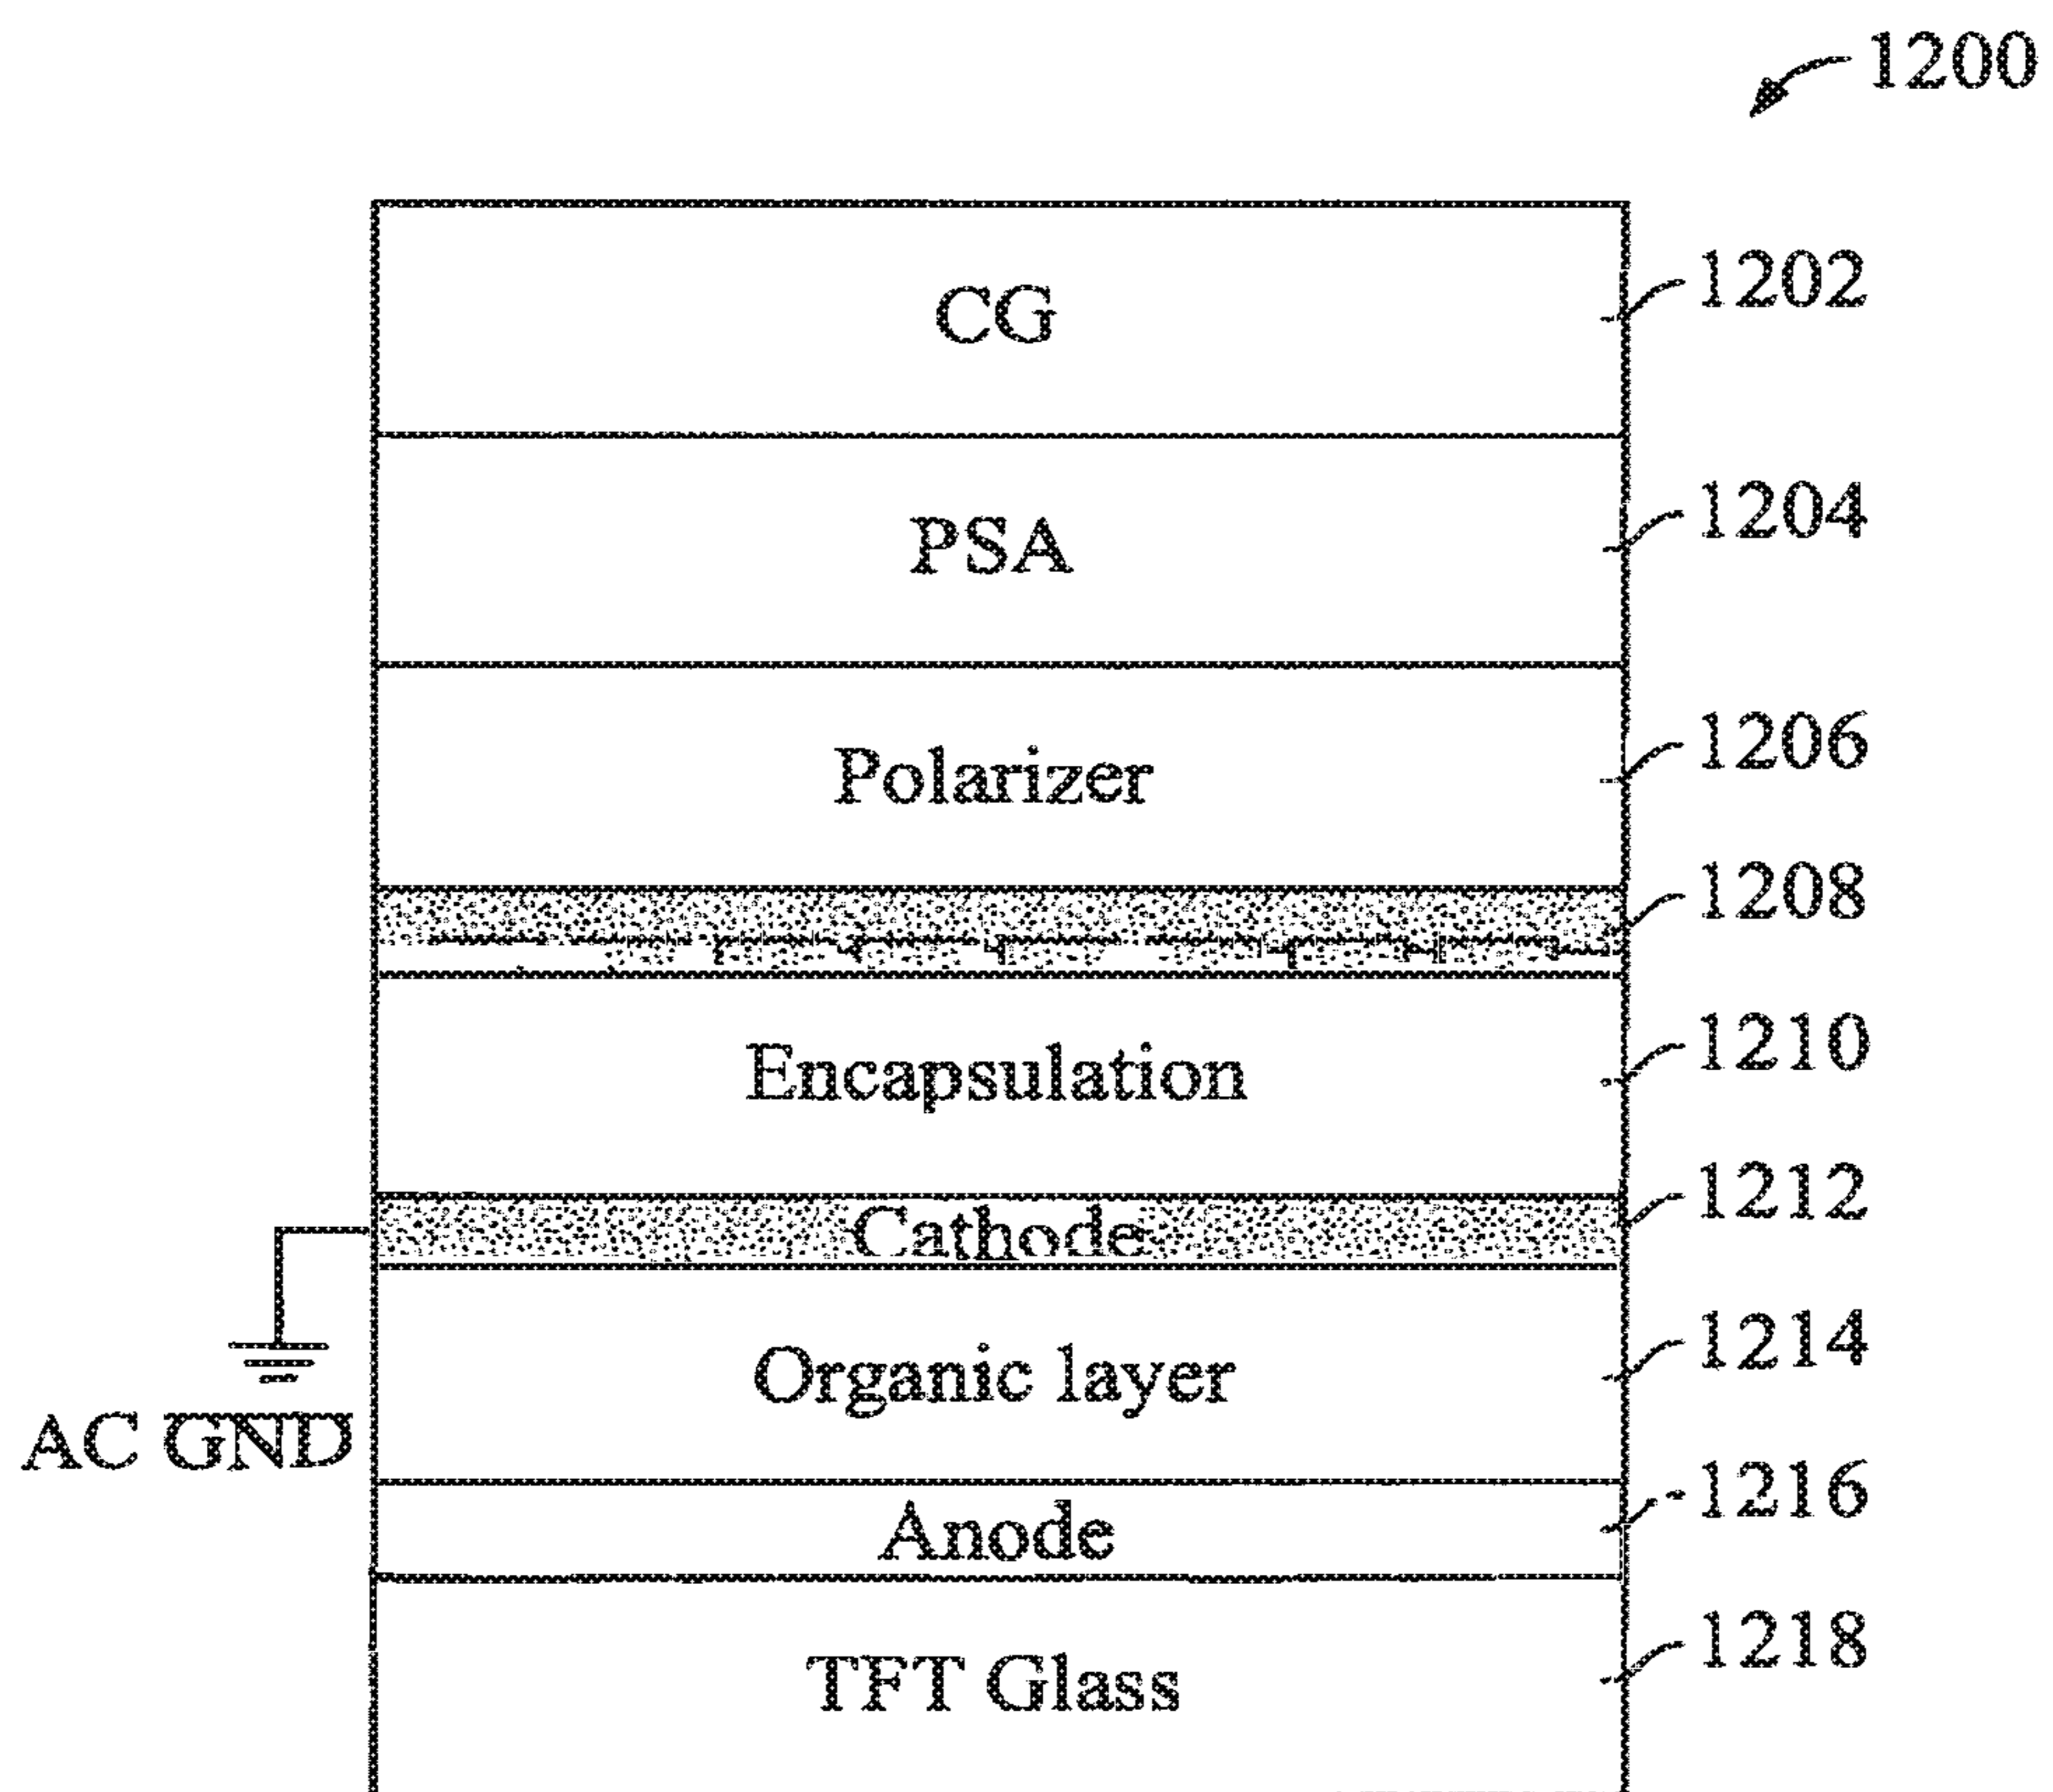 1200
CG 1202
PSA 1204
Polarizer 1206
1208
Encapsulation 1210
Cathode 1212
Organic layer 1214
AC GND
Anode 1216
TFT Glass 1218